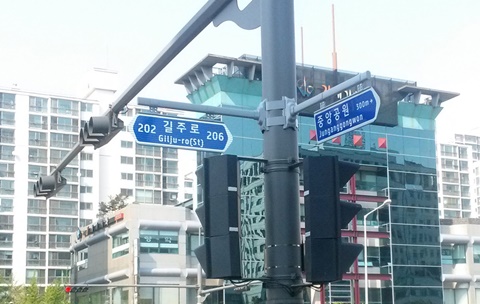 202 길주로 206
Gilju-ro(St)
중앙공원 300m
Junganggongwon